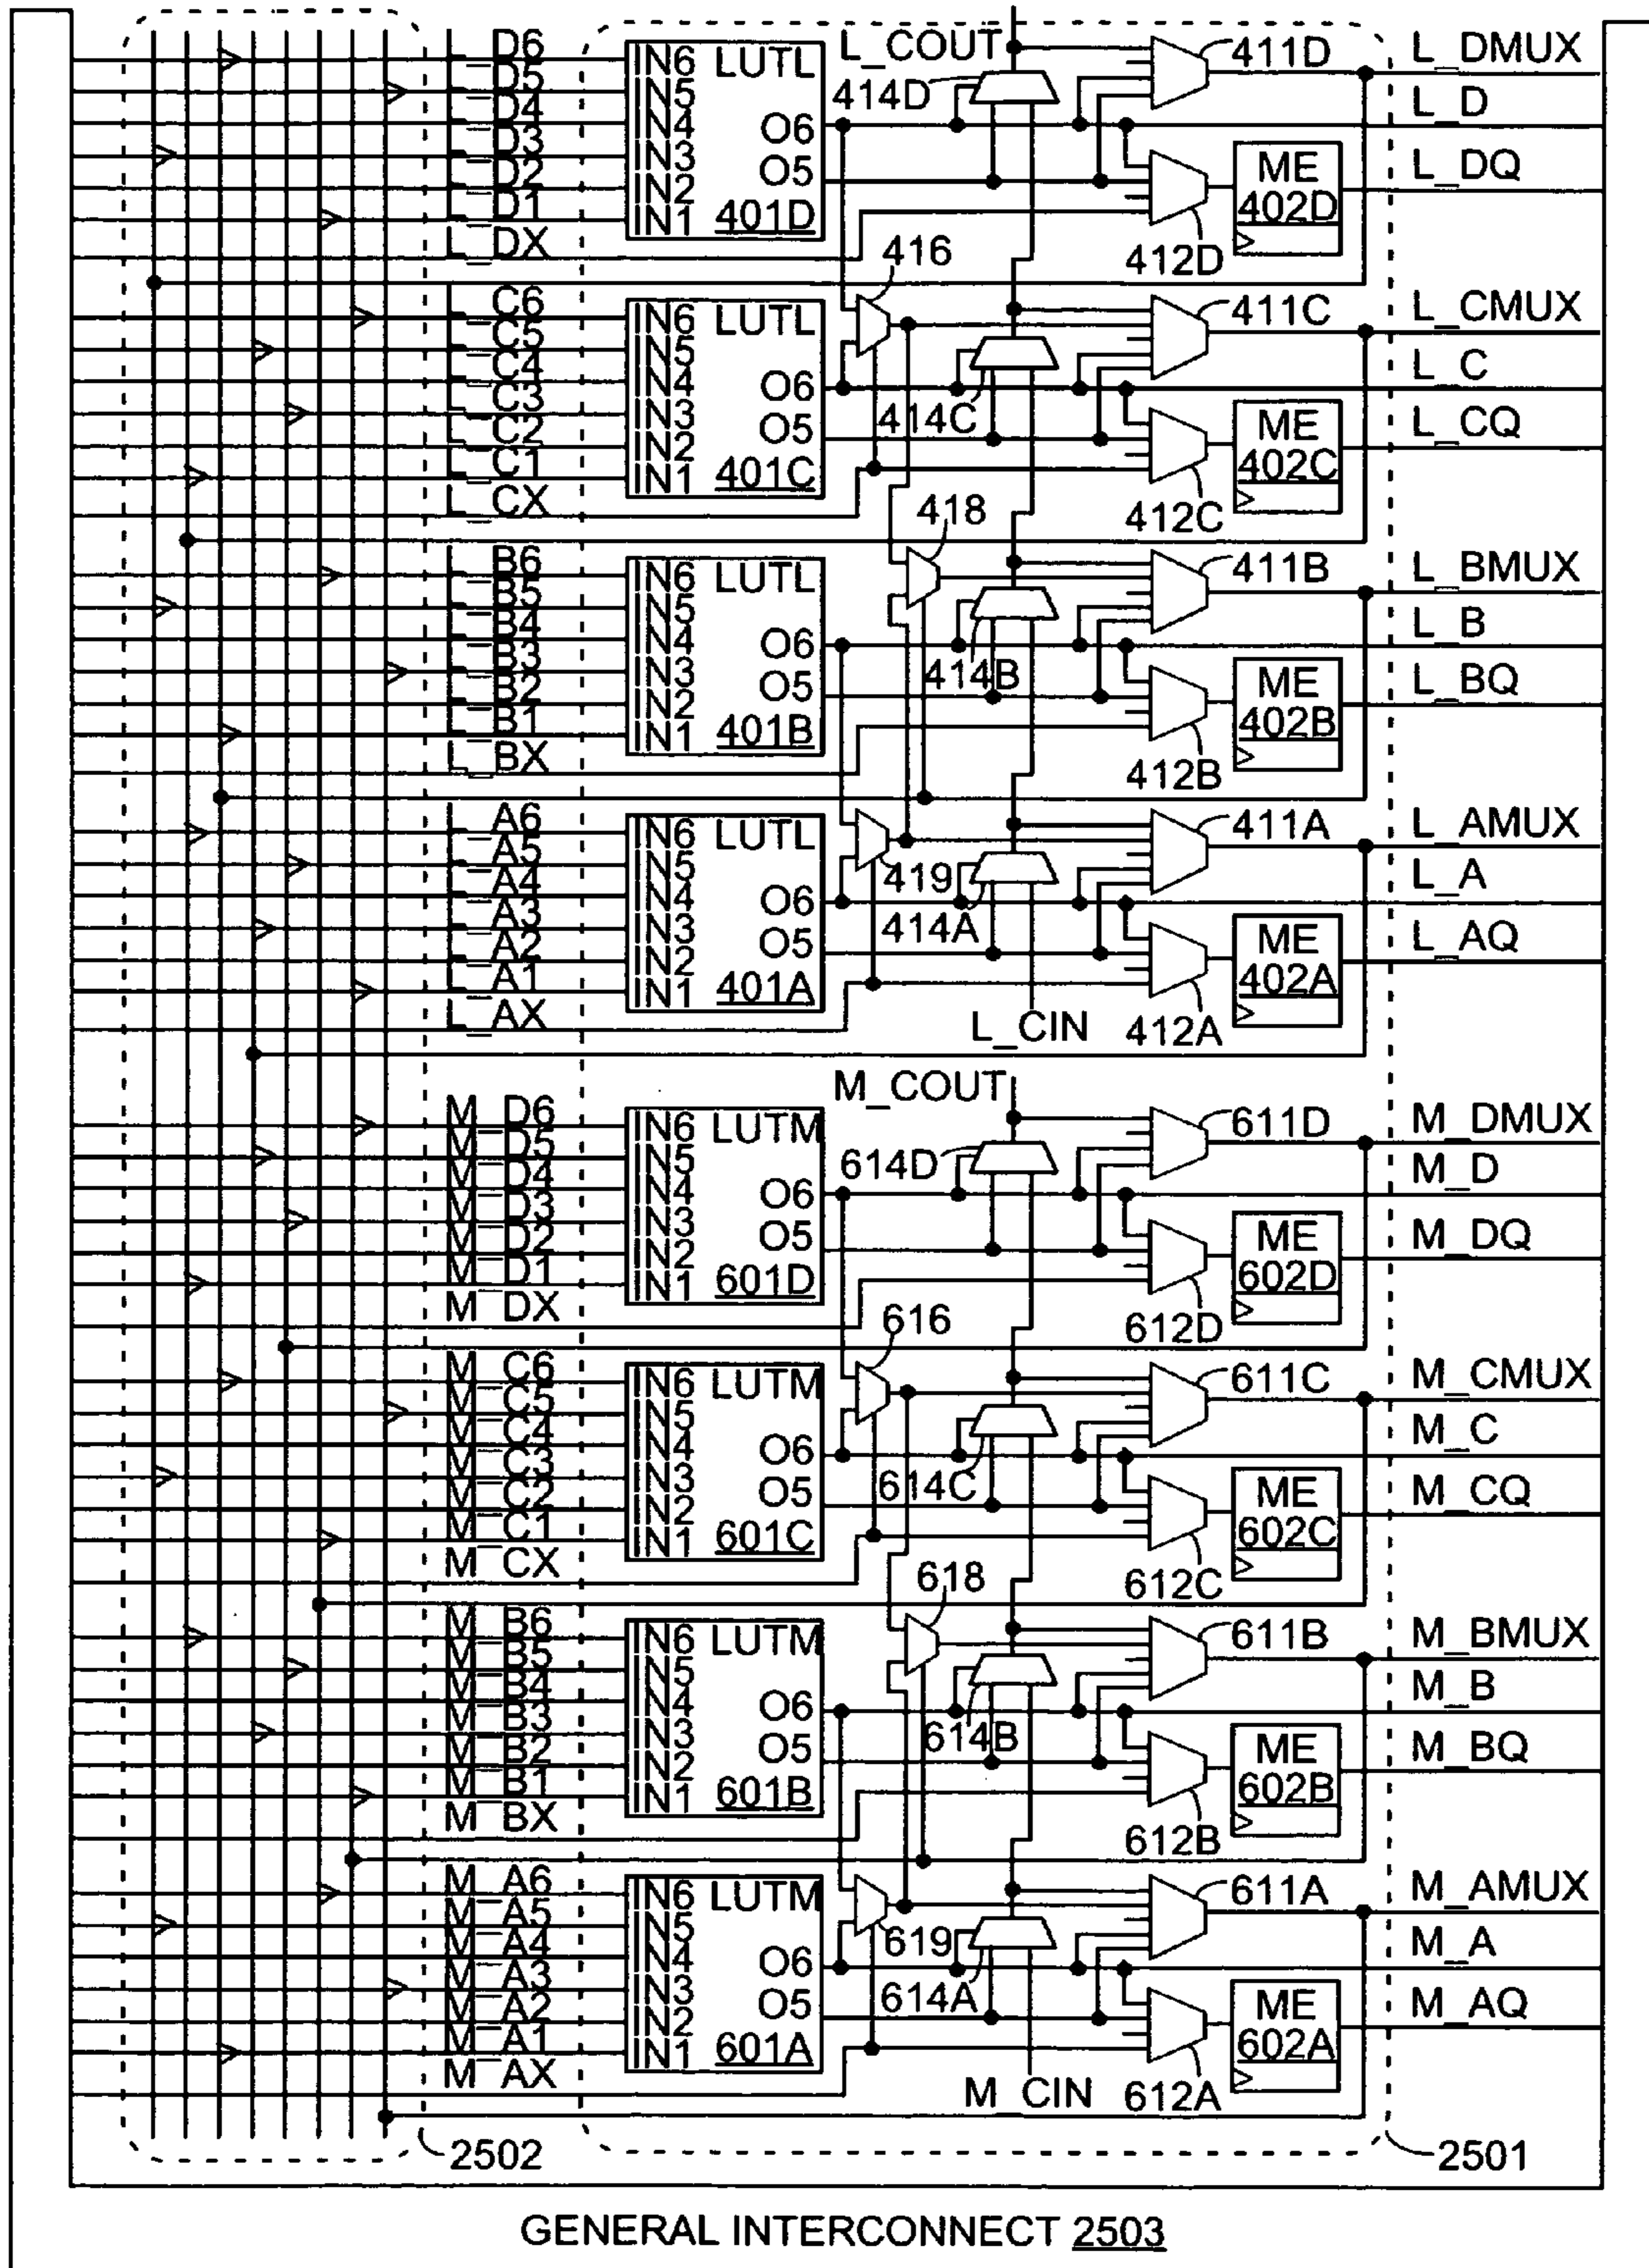 L_D6
L_D5
L_D4
L_D3
L_D2
L_D1
L_DX
IN6 LUTL
IN5
IN4
IN3
IN2
IN1
O6
O5
401D
L_COUT
414D
411D
412D
ME
402D
L_DMUX
L_D
L_DQ
416
L_C6
L_C5
L_C4
L_C3
L_C2
L_C1
L_CX
IN6 LUTL
IN5
IN4
IN3
IN2
IN1
O6
O5
401C
414C
411C
412C
ME
402C
L_CMUX
L_C
L_CQ
418
L_B6
L_B5
L_B4
L_B3
L_B2
L_B1
L_BX
IN6 LUTL
IN5
IN4
IN3
IN2
IN1
O6
O5
401B
414B
411B
412B
ME
402B
L_BMUX
L_B
L_BQ
L_A6
L_A5
L_A4
L_A3
L_A2
L_A1
L_AX
IN6 LUTL
IN5
IN4
IN3
IN2
IN1
O6
O5
401A
419
414A
L_CIN
411A
412A
ME
402A
L_AMUX
L_A
L_AQ
M_D6
M_D5
M_D4
M_D3
M_D2
M_D1
M_DX
IN6 LUTM
IN5
IN4
IN3
IN2
IN1
O6
O5
601D
M_COUT
614D
611D
612D
ME
602D
M_DMUX
M_D
M_DQ
616
M_C6
M_C5
M_C4
M_C3
M_C2
M_C1
M_CX
IN6 LUTM
IN5
IN4
IN3
IN2
IN1
O6
O5
601C
614C
611C
612C
ME
602C
M_CMUX
M_C
M_CQ
618
M_B6
M_B5
M_B4
M_B3
M_B2
M_B1
M_BX
IN6 LUTM
IN5
IN4
IN3
IN2
IN1
O6
O5
601B
614B
611B
612B
ME
602B
M_BMUX
M_B
M_BQ
M_A6
M_A5
M_A4
M_A3
M_A2
M_A1
M_AX
IN6 LUTM
IN5
IN4
IN3
IN2
IN1
O6
O5
601A
619
614A
M_CIN
611A
612A
ME
602A
M_AMUX
M_A
M_AQ
2502
2501
GENERAL INTERCONNECT 2503